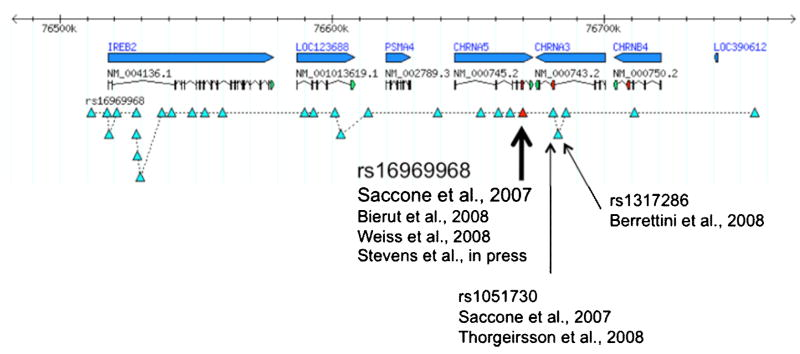 76500k 76600k 76700k
IREB2 LOC123688 PSMA4 CHRNA5 CHRNA3 CHRNB4 LOC390612
NM_004136.1 NM_001013619.1 NM_002789.3 NM_000745.2 NM_000743.2 NM_000750.2
rs16969968
rs16969968
Saccone et al., 2007
Bierut et al., 2008
Weiss et al., 2008
Stevens et al., in press
rs1317286
Berrettini et al., 2008
rs1051730
Saccone et al., 2007
Thorgeirsson et al., 2008